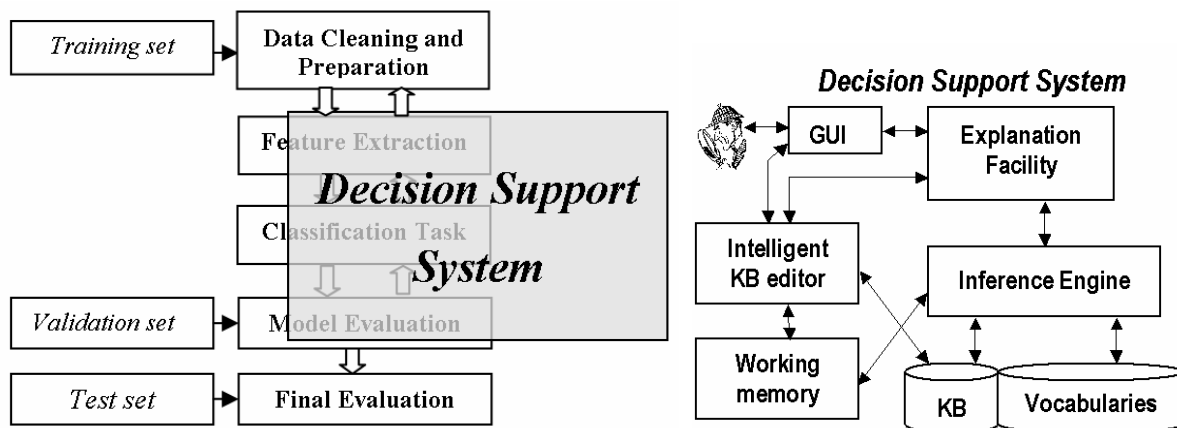 Training set
Data Cleaning and
Preparation
Feature Extraction
Decision Support
System
Classification Task
Validation set
Model Evaluation
Test set
Final Evaluation
Decision Support System
GUI
Explanation
Facility
Intelligent
KB editor
Inference Engine
Working
memory
KB
Vocabularies